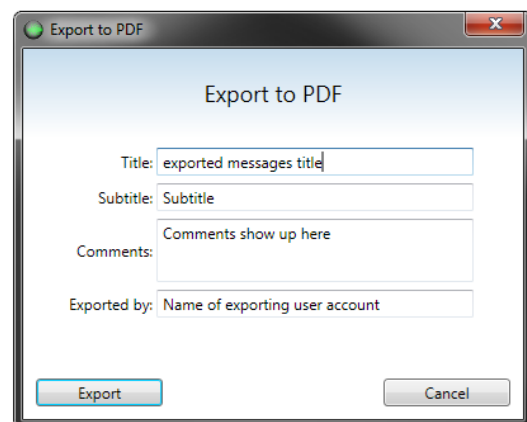 Export to PDF
Export to PDF
Title: exported messages title
Subtitle: Subtitle
Comments: Comments show up here
Exported by: Name of exporting user account
Export Cancel